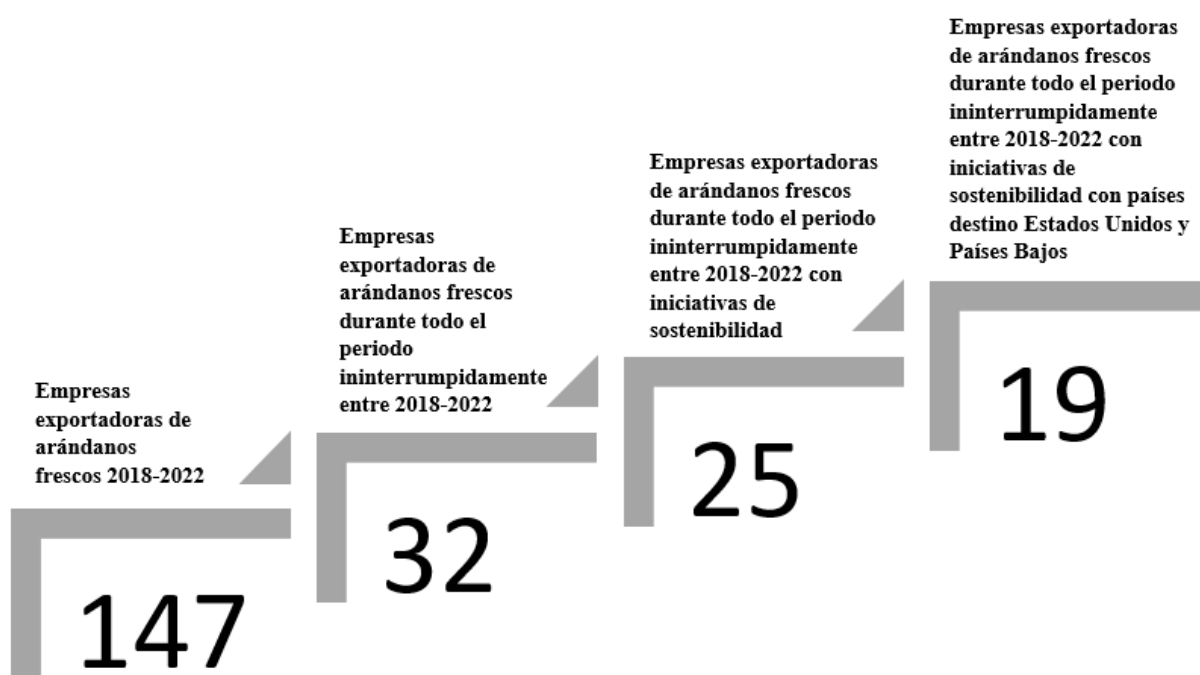 Empresas
exportadoras de
arándanos
frescos 2018-2022
147
Empresas
exportadoras de
arándanos frescos
durante todo el
periodo
ininterrumpidamente
entre 2018-2022
32
Empresas exportadoras
de arándanos frescos
durante todo el periodo
ininterrumpidamente
entre 2018-2022 con
iniciativas de
sostenibilidad
25
Empresas exportadoras
de arándanos frescos
durante todo el periodo
ininterrumpidamente
entre 2018-2022 con
iniciativas de
sostenibilidad con países
destino Estados Unidos y
Países Bajos
19